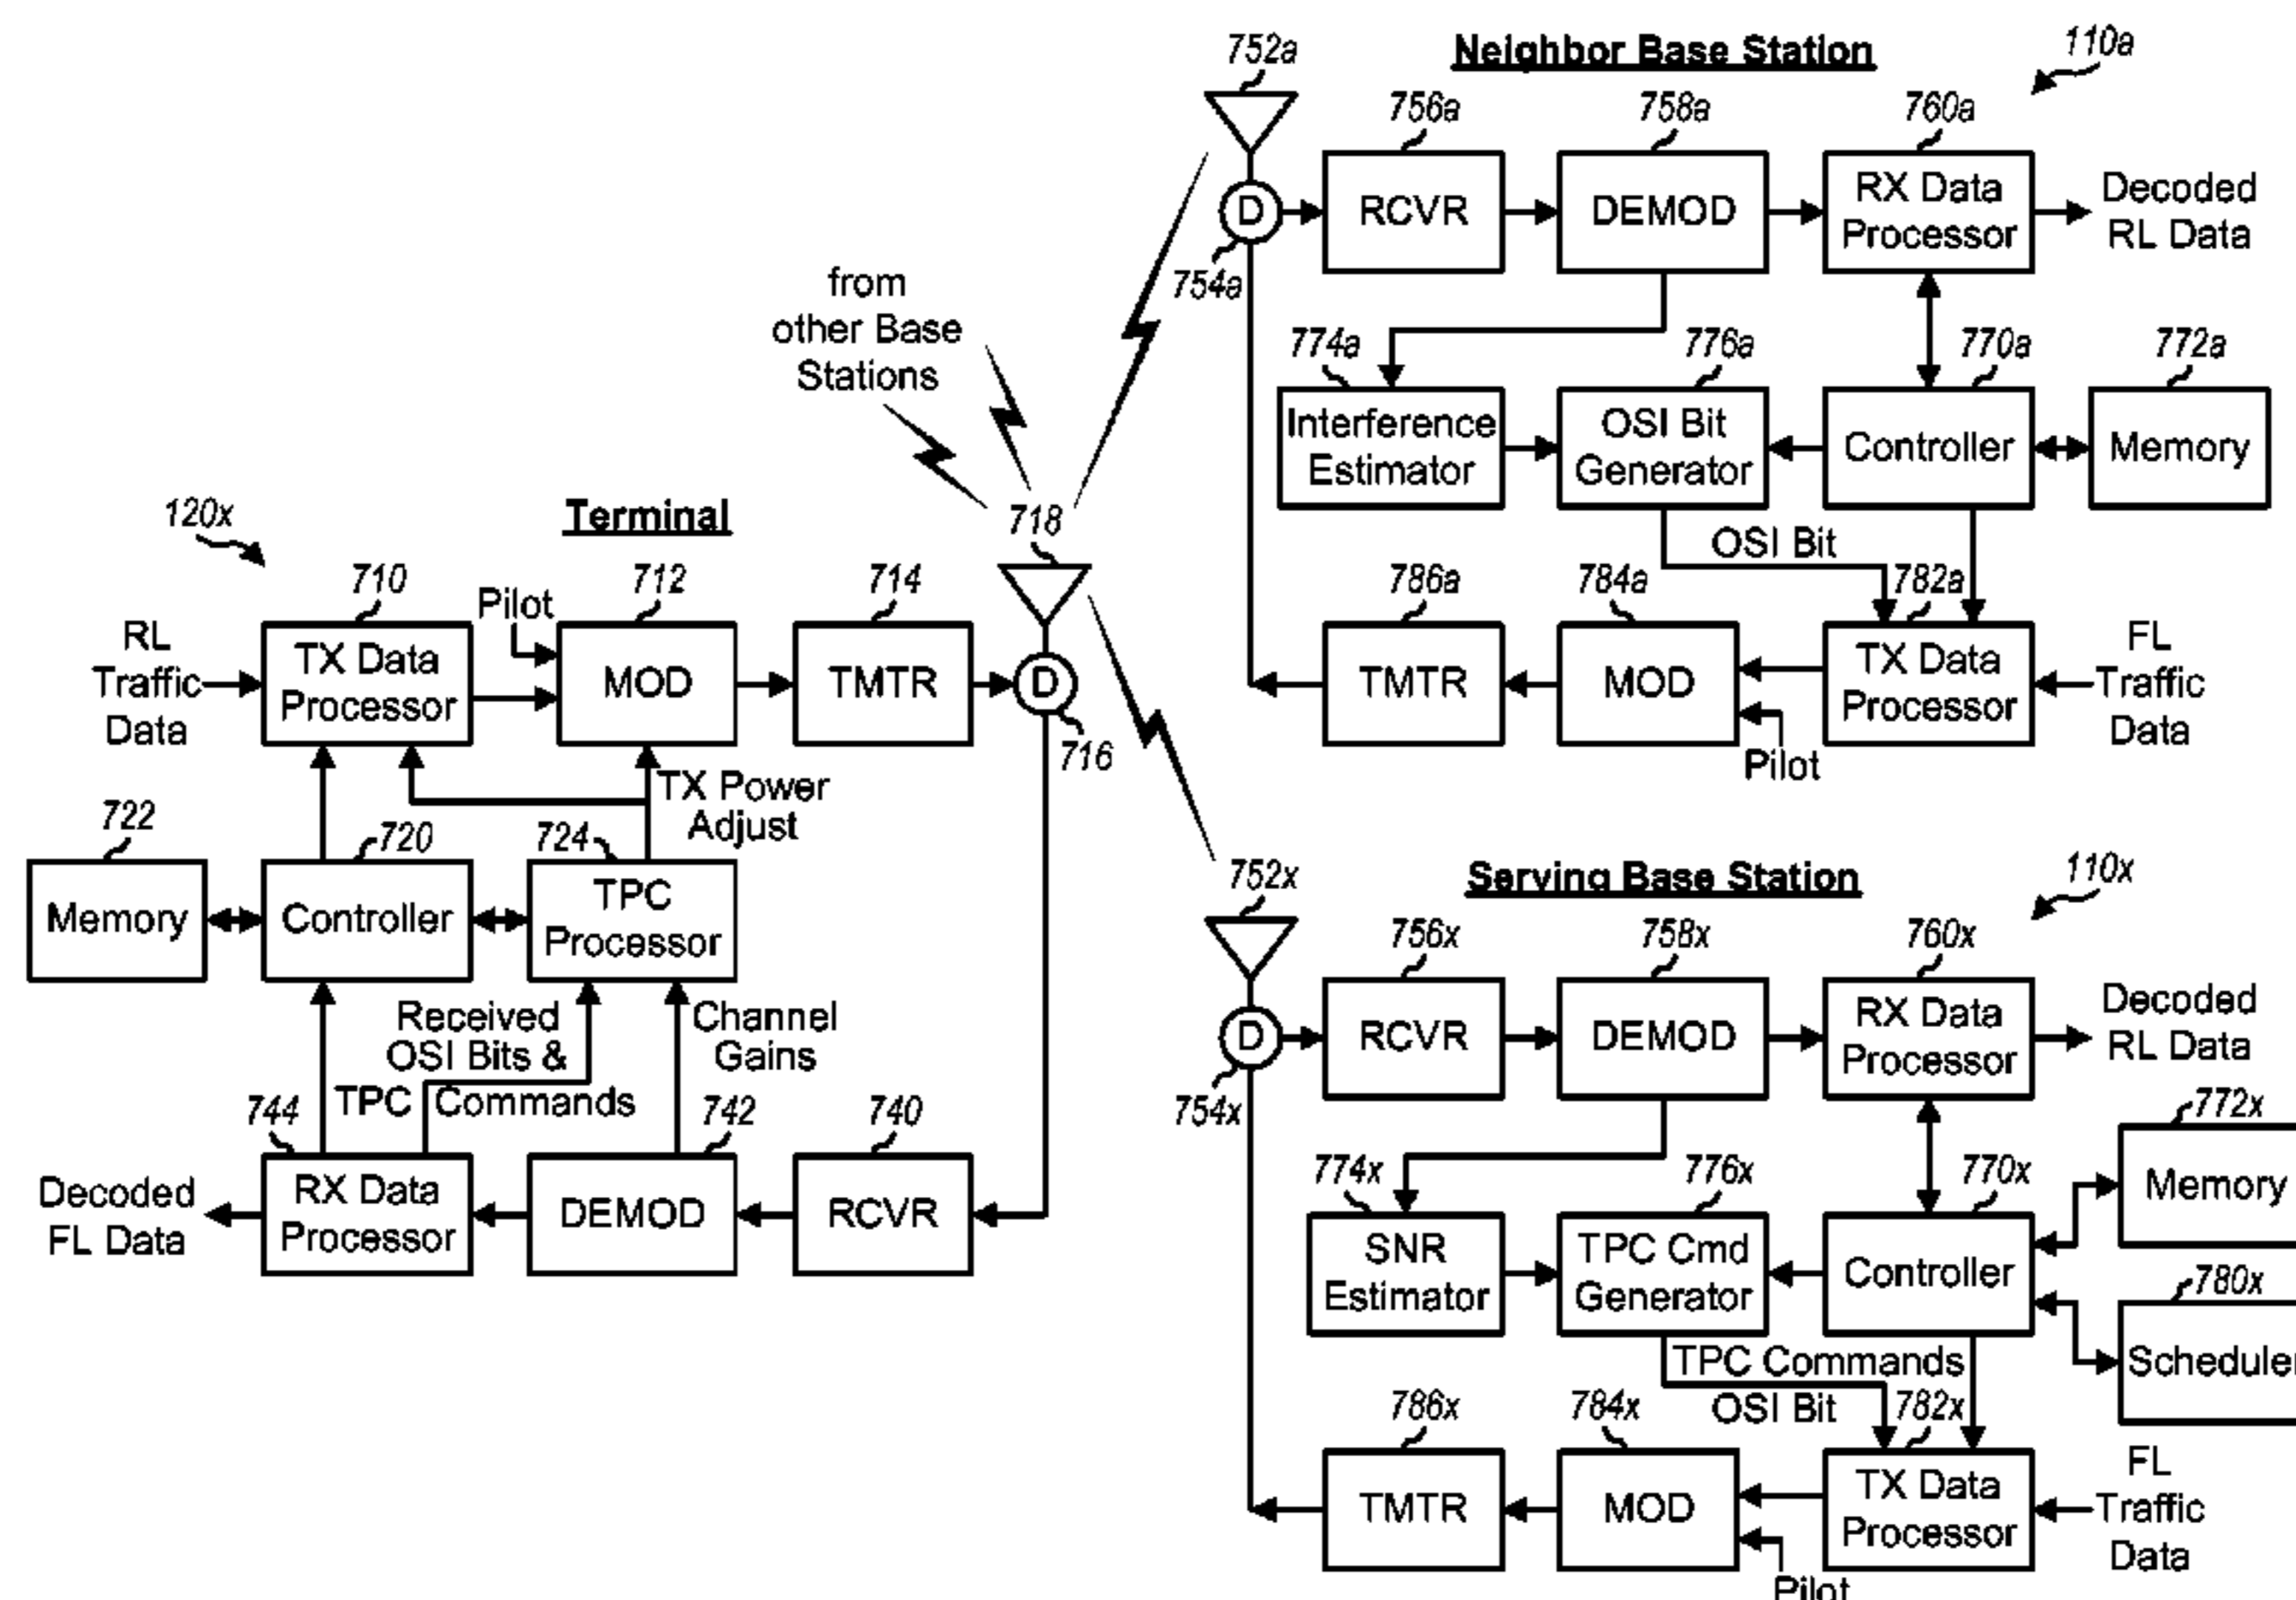 752a
Neighbor Base Station
110a
756a
758a
760a
D
RCVR
DEMOD
RX Data
Processor
Decoded
RL Data
754a
from
other Base
Stations
774a
776a
770a
772a
Interference
Estimator
OSI Bit
Generator
Controller
Memory
OSI Bit
786a
784a
782a
TMTR
MOD
TX Data
Processor
FL
Traffic
Data
Pilot
120x
Terminal
718
710
Pilot
712
714
RL
Traffic
Data
TX Data
Processor
MOD
TMTR
D
716
TX Power
Adjust
722
720
724
Memory
Controller
TPC
Processor
Received
OSI Bits &
TPC Commands
Channel
Gains
744
742
740
Decoded
FL Data
RX Data
Processor
DEMOD
RCVR
752x
Serving Base Station
110x
756x
758x
760x
D
RCVR
DEMOD
RX Data
Processor
Decoded
RL Data
754x
772x
Memory
774x
776x
770x
SNR
Estimator
TPC Cmd
Generator
Controller
780x
Scheduler
TPC Commands
OSI Bit
786x
784x
782x
TMTR
MOD
TX Data
Processor
FL
Traffic
Data
Pilot